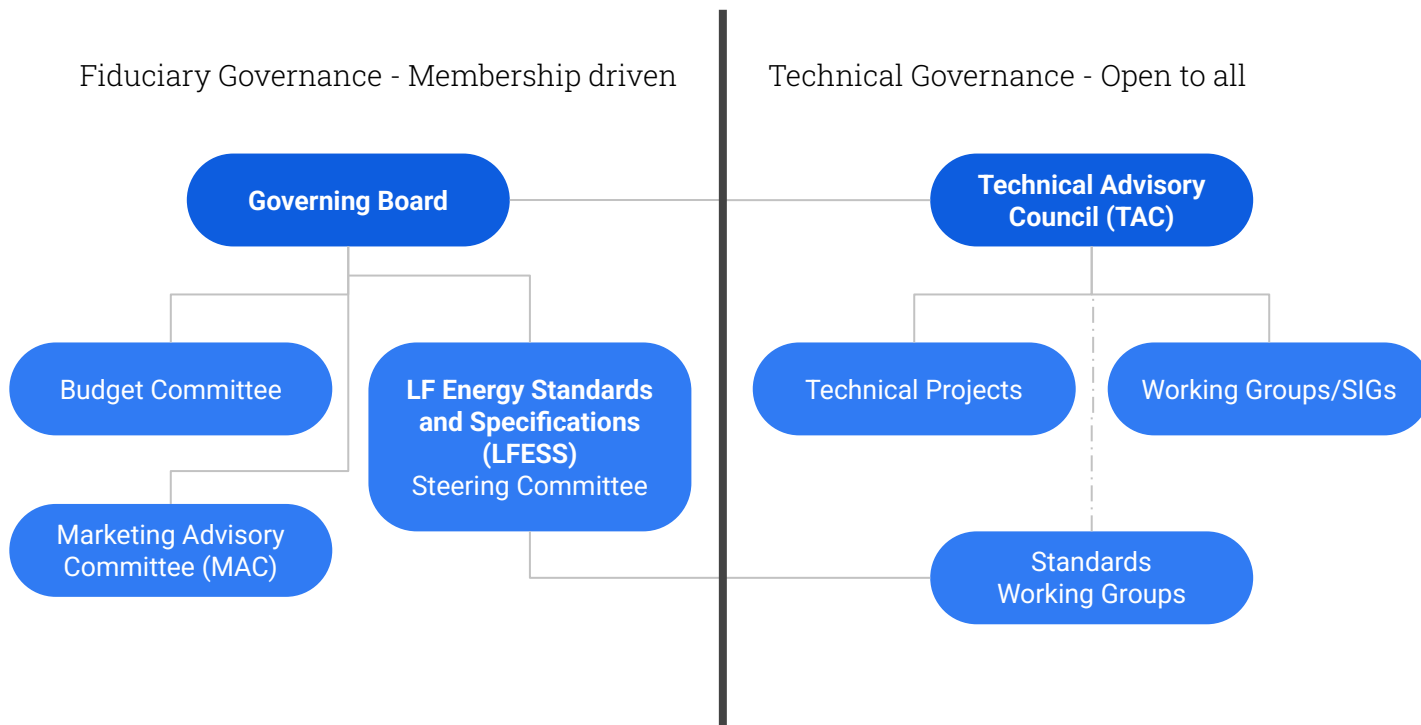 Fiduciary Governance - Membership driven
Technical Governance - Open to all
Governing Board
Technical Advisory
Council (TAC)
Budget Committee
LF Energy Standards
and Specifications
(LFESS)
Steering Committee
Technical Projects
Working Groups/SIGs
Marketing Advisory
Committee (MAC)
Standards
Working Groups